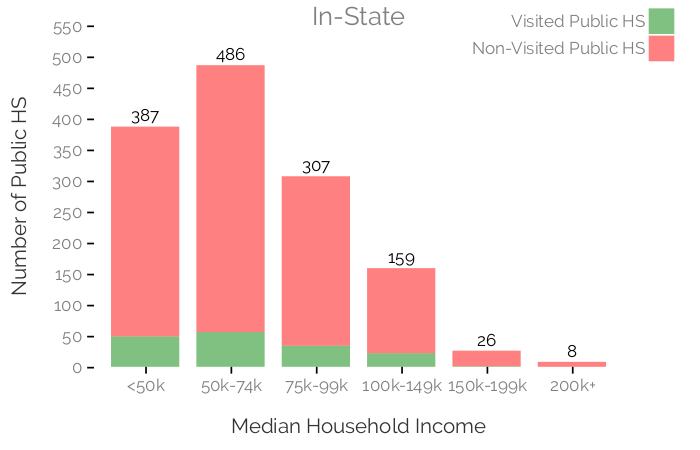 In-State
Visited Public HS
Non-Visited Public HS
Number of Public HS
550
500
450
400
350
300
250
200
150
100
50
0
387
486
307
159
26
8
<50k
50k-74k
75k-99k
100k-149k
150k-199k
200k+
Median Household Income